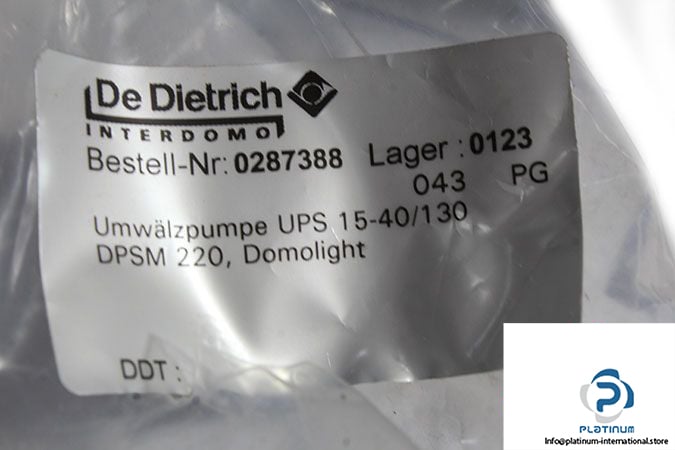 De Dietrich
INTERDOMO
Bestell-Nr: 0287388 Lager : 0123
043 PG
Umwälzpumpe UPS 15-40/130
DPSM 220, Domolight
DDT :
PLATINUM
Info@platinum-international.store